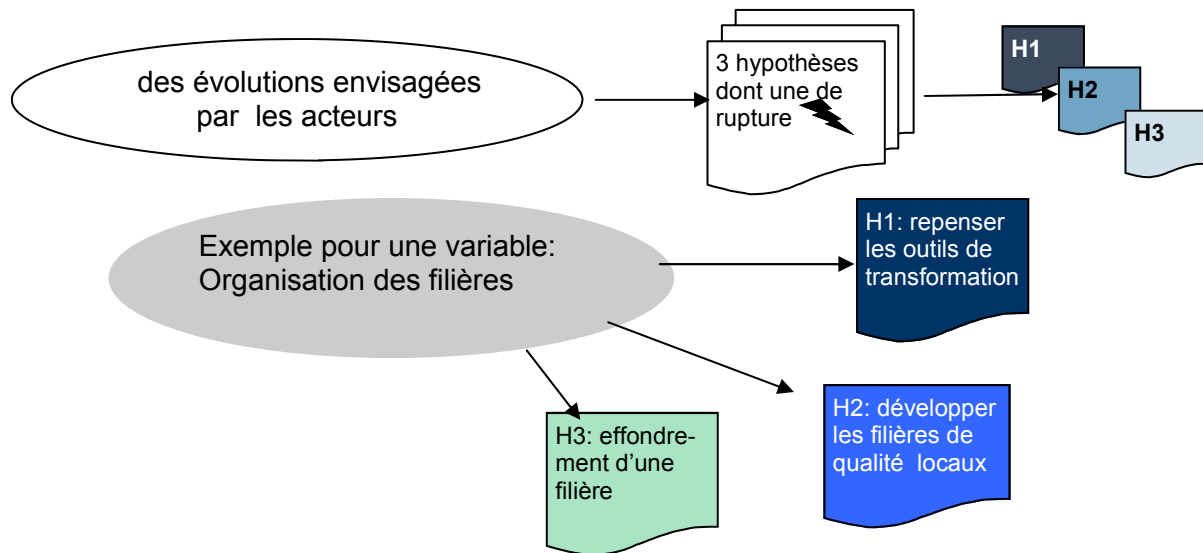 des évolutions envisagées
par les acteurs
3 hypothèses
dont une de
rupture
H1
H2
H3
Exemple pour une variable:
Organisation des filières
H1: repenser
les outils de
transformation
H2: développer
les filières de
qualité locaux
H3: effondre-
ment d'une
filière